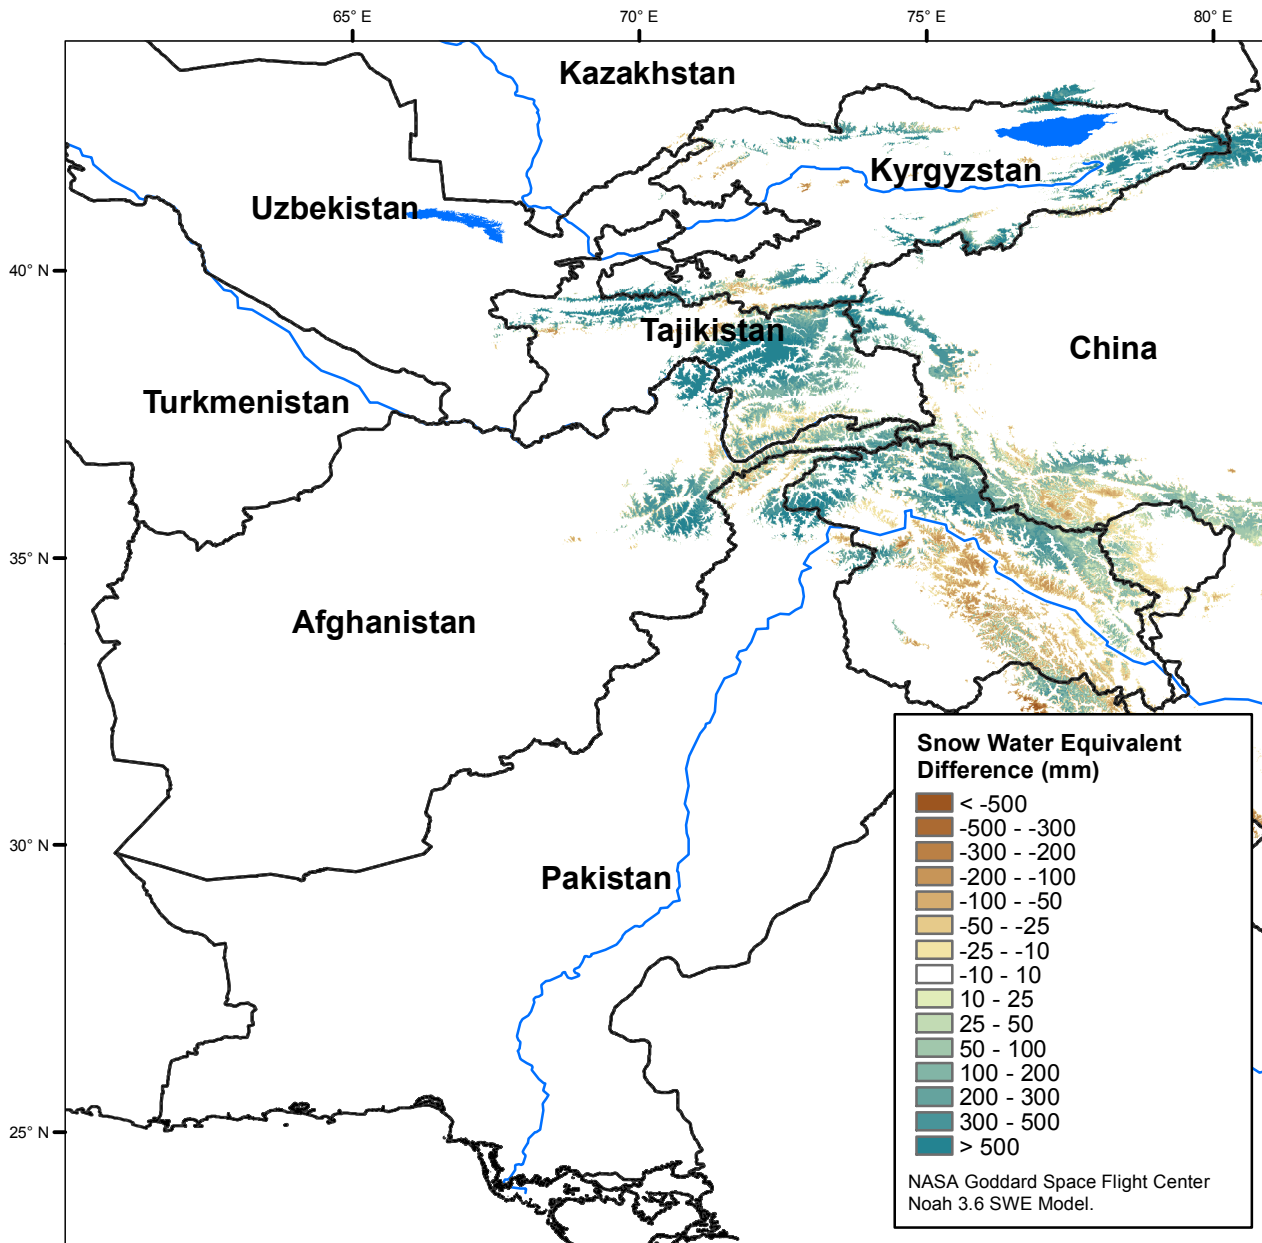 65° E
70° E
75° E
80° E
Kazakhstan
Kyrgyzstan
Uzbekistan
40° N
Tajikistan
China
Turkmenistan
35° N
Afghanistan
30° N
Pakistan
25° N
Snow Water Equivalent
Difference (mm)
< -500
-500 - -300
-300 - -200
-200 - -100
-100 - -50
-50 - -25
-25 - -10
-10 - 10
10 - 25
25 - 50
50 - 100
100 - 200
200 - 300
300 - 500
> 500
NASA Goddard Space Flight Center
Noah 3.6 SWE Model.